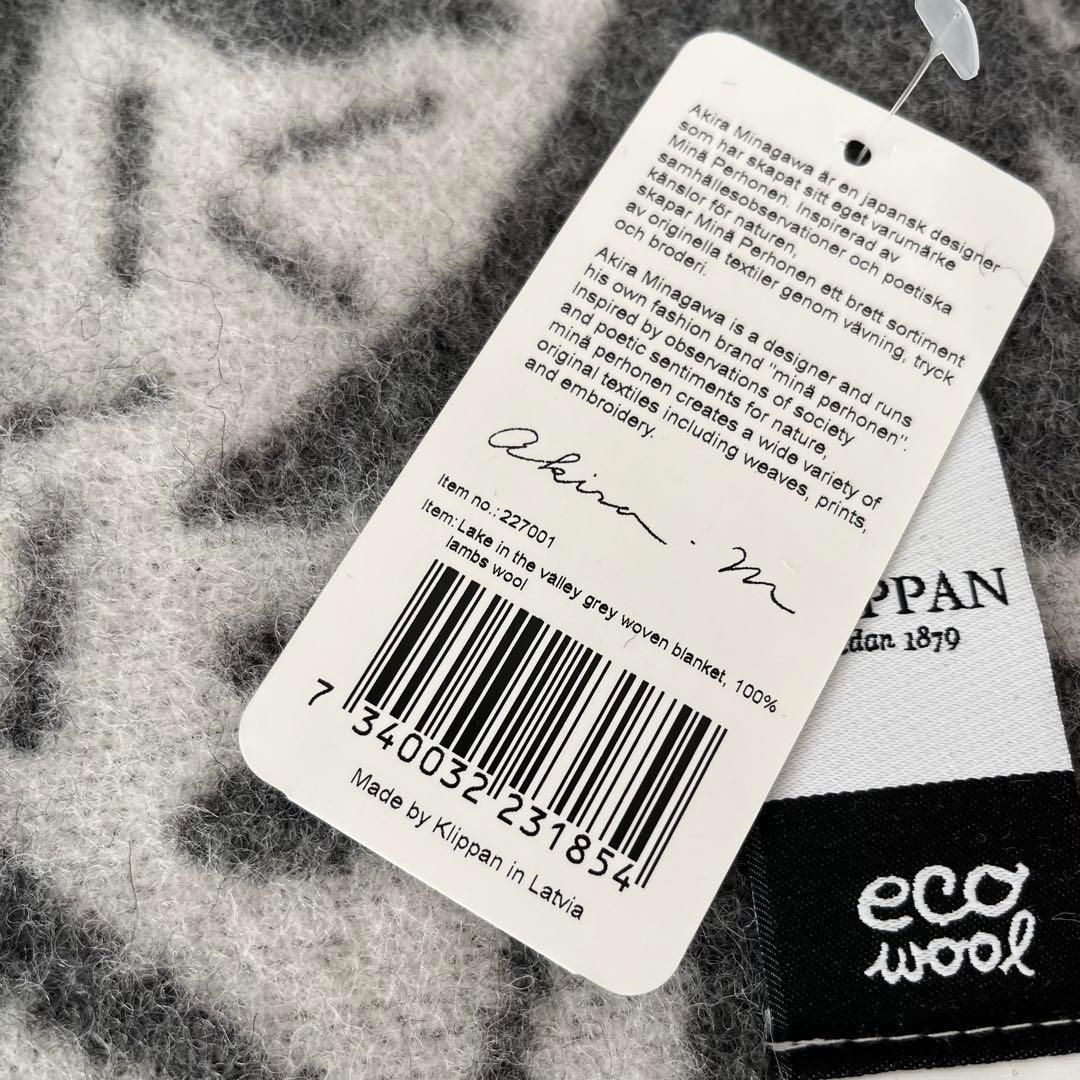 Akira Minagawa är en japansk designer
som har skapat sitt eget varumärke
Minä Perhonen. Inspirerad av
samhällesobservationer och poetiska
känslor för naturen,
skapar Minä Perhonen ett brett sortiment
av originella textiler genom vävning, tryck
och broderi.
Akira Minagawa is a designer and runs
his own fashion brand "minä perhonen".
Inspired by observations of society
and poetic sentiments for nature,
minä perhonen creates a wide variety of
original textiles including weaves, prints,
and embroidery.
akira . m
Item no.: 227001
Item: Lake in the valley grey woven blanket, 100%
lambs wool
7 340032 231854
Made by Klippan in Latvia
PPAN
dan 1879
eco
wool